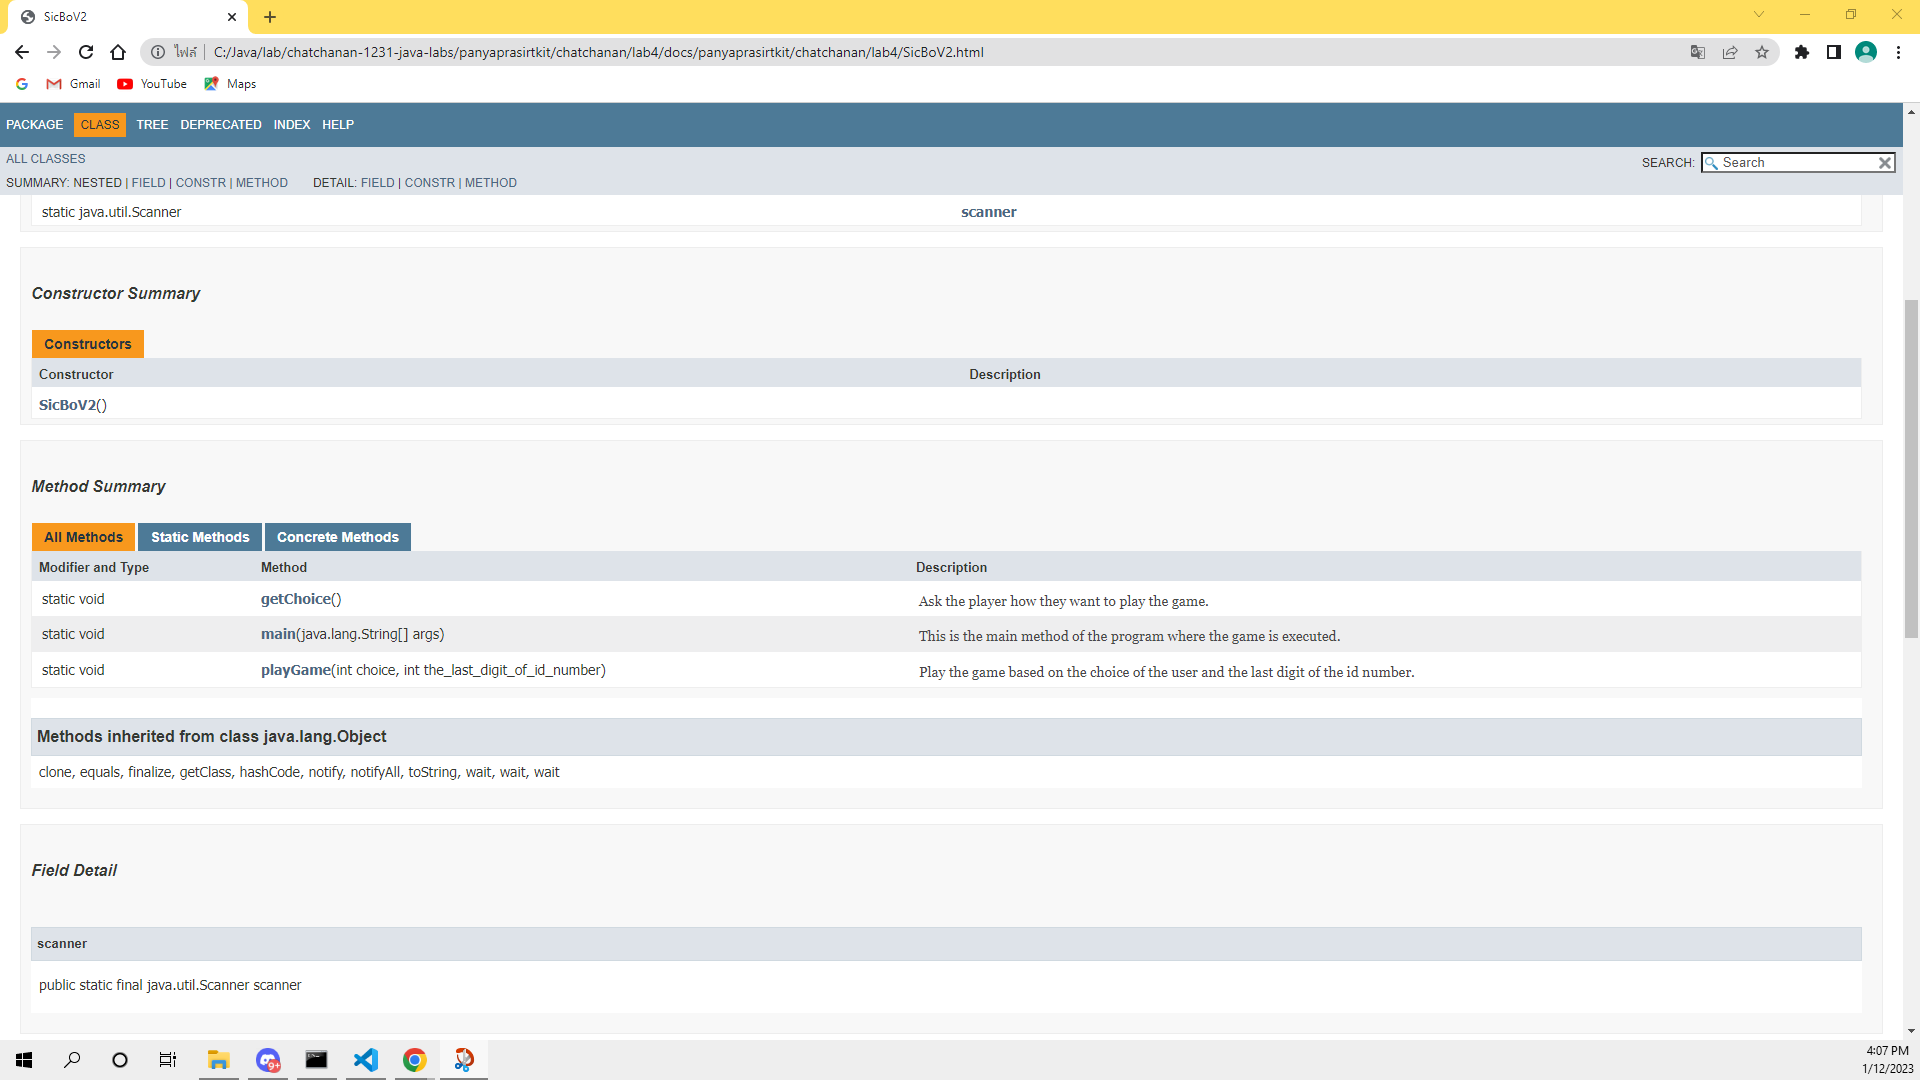 SicBoV2
ไฟล์ C:/Java/lab/chatchanan-1231-java-labs/panyaprasirtkit/chatchanan/lab4/docs/panyaprasirtkit/chatchanan/lab4/SicBoV2.html
Gmail YouTube Maps
PACKAGE CLASS TREE DEPRECATED INDEX HELP
ALL CLASSES
SEARCH: Search
SUMMARY: NESTED | FIELD | CONSTR | METHOD DETAIL: FIELD | CONSTR | METHOD
static java.util.Scanner scanner
Constructor Summary
Constructors
Constructor Description
SicBoV2()
Method Summary
All Methods Static Methods Concrete Methods
Modifier and Type Method Description
static void getChoice() Ask the player how they want to play the game.
static void main(java.lang.String[] args) This is the main method of the program where the game is executed.
static void playGame(int choice, int the_last_digit_of_id_number) Play the game based on the choice of the user and the last digit of the id number.
Methods inherited from class java.lang.Object
clone, equals, finalize, getClass, hashCode, notify, notifyAll, toString, wait, wait, wait
Field Detail
scanner
public static final java.util.Scanner scanner
9+
4:07 PM
1/12/2023